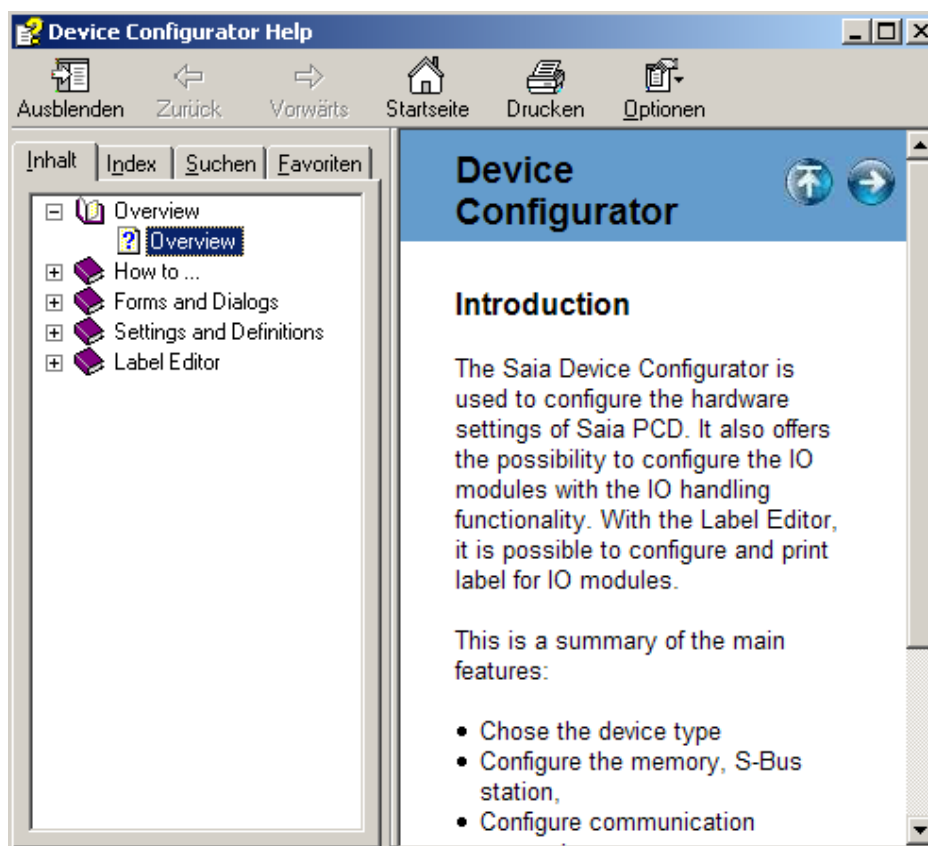 Device Configurator Help
Ausblenden Zurück Vorwärts Startseite Drucken Optionen
Inhalt Index Suchen Favoriten
Overview
Overview
How to ...
Forms and Dialogs
Settings and Definitions
Label Editor
Device
Configurator
Introduction
The Saia Device Configurator is
used to configure the hardware
settings of Saia PCD. It also offers
the possibility to configure the IO
modules with the IO handling
functionality. With the Label Editor,
it is possible to configure and print
label for IO modules.
This is a summary of the main
features:
• Chose the device type
• Configure the memory, S-Bus
station,
• Configure communication